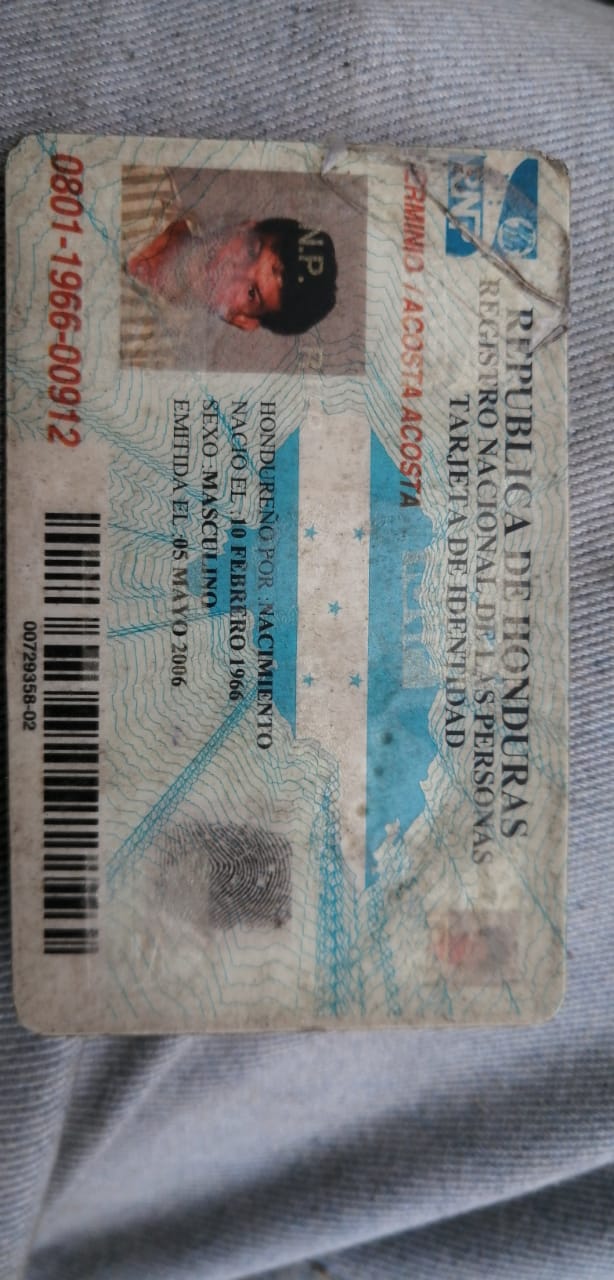 REPUBLICA DE HONDURAS
REGISTRO NACIONAL DE LAS PERSONAS
TARJETA DE IDENTIDAD
RNP
ACOSTA ACOSTA
N.P.
HONDUREÑO POR NACIMIENTO
NACIO EL 10 FEBRERO 1966
SEXO:MASCULINO
EMITIDA EL 05 MAYO 2006
0801-1966-00912
00729358-02